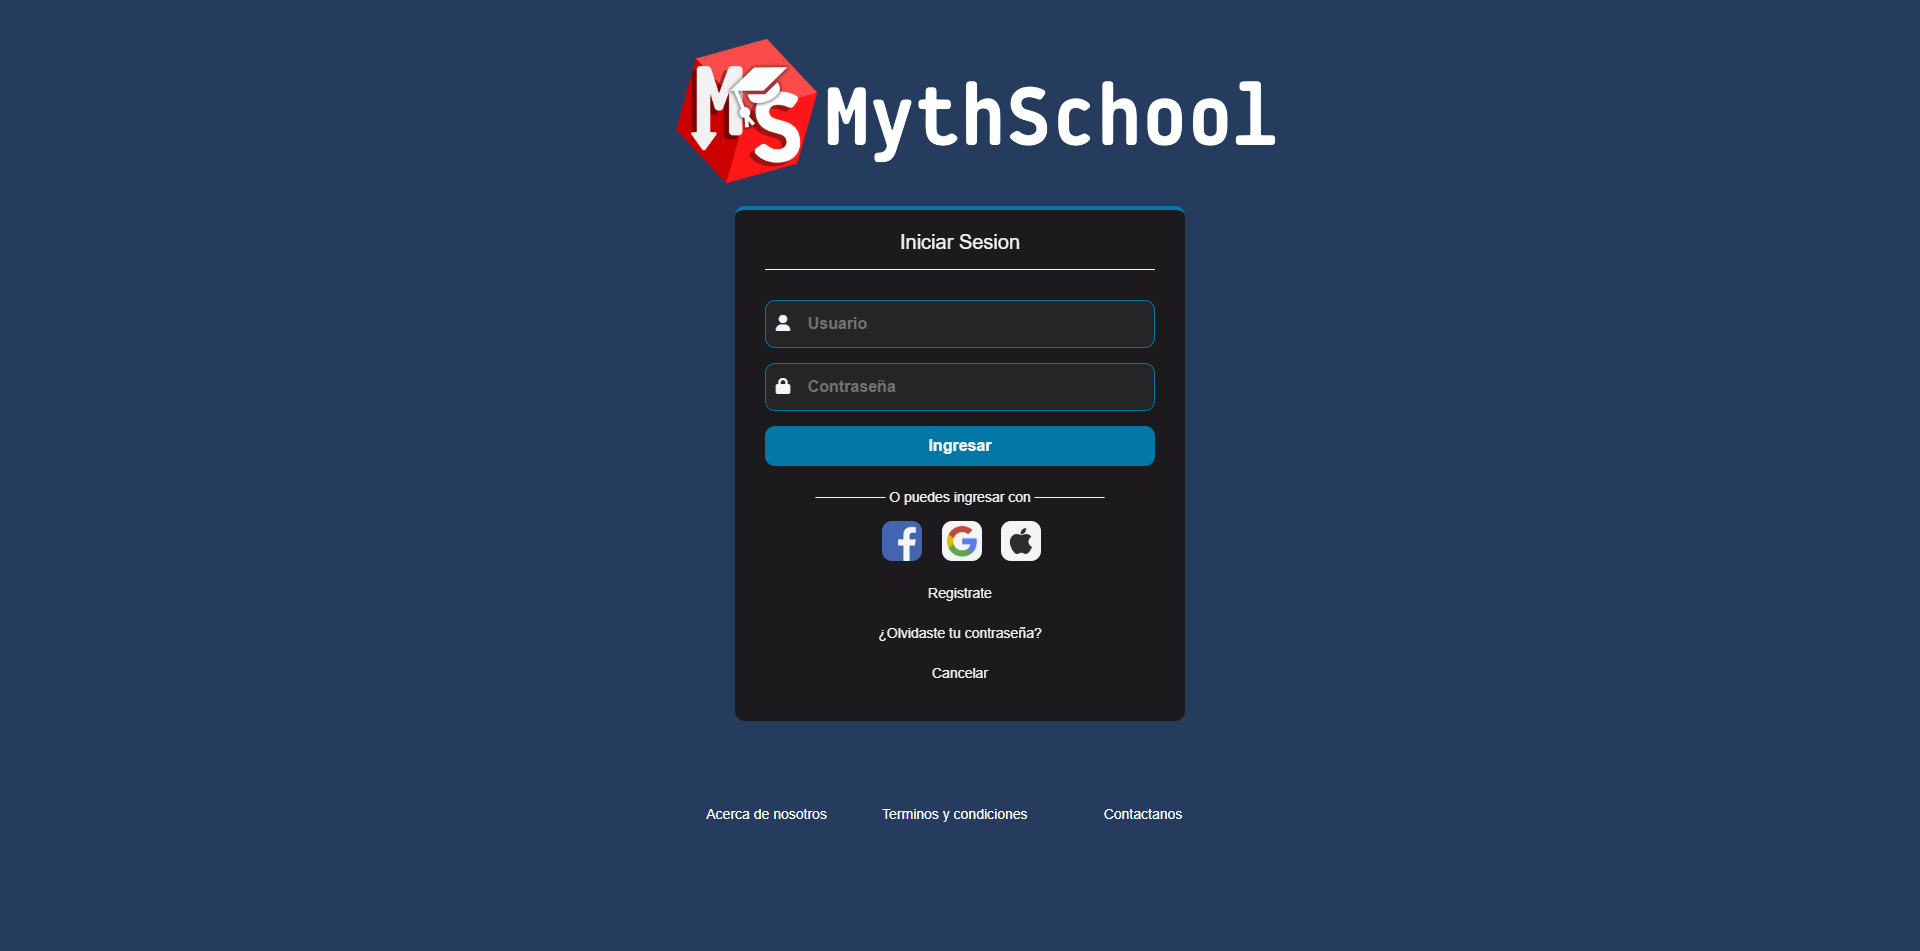 MS MythSchool
Iniciar Sesion
Usuario
Contraseña
Ingresar
O puedes ingresar con
Registrate
¿Olvidaste tu contraseña?
Cancelar
Acerca de nosotros Terminos y condiciones Contactanos